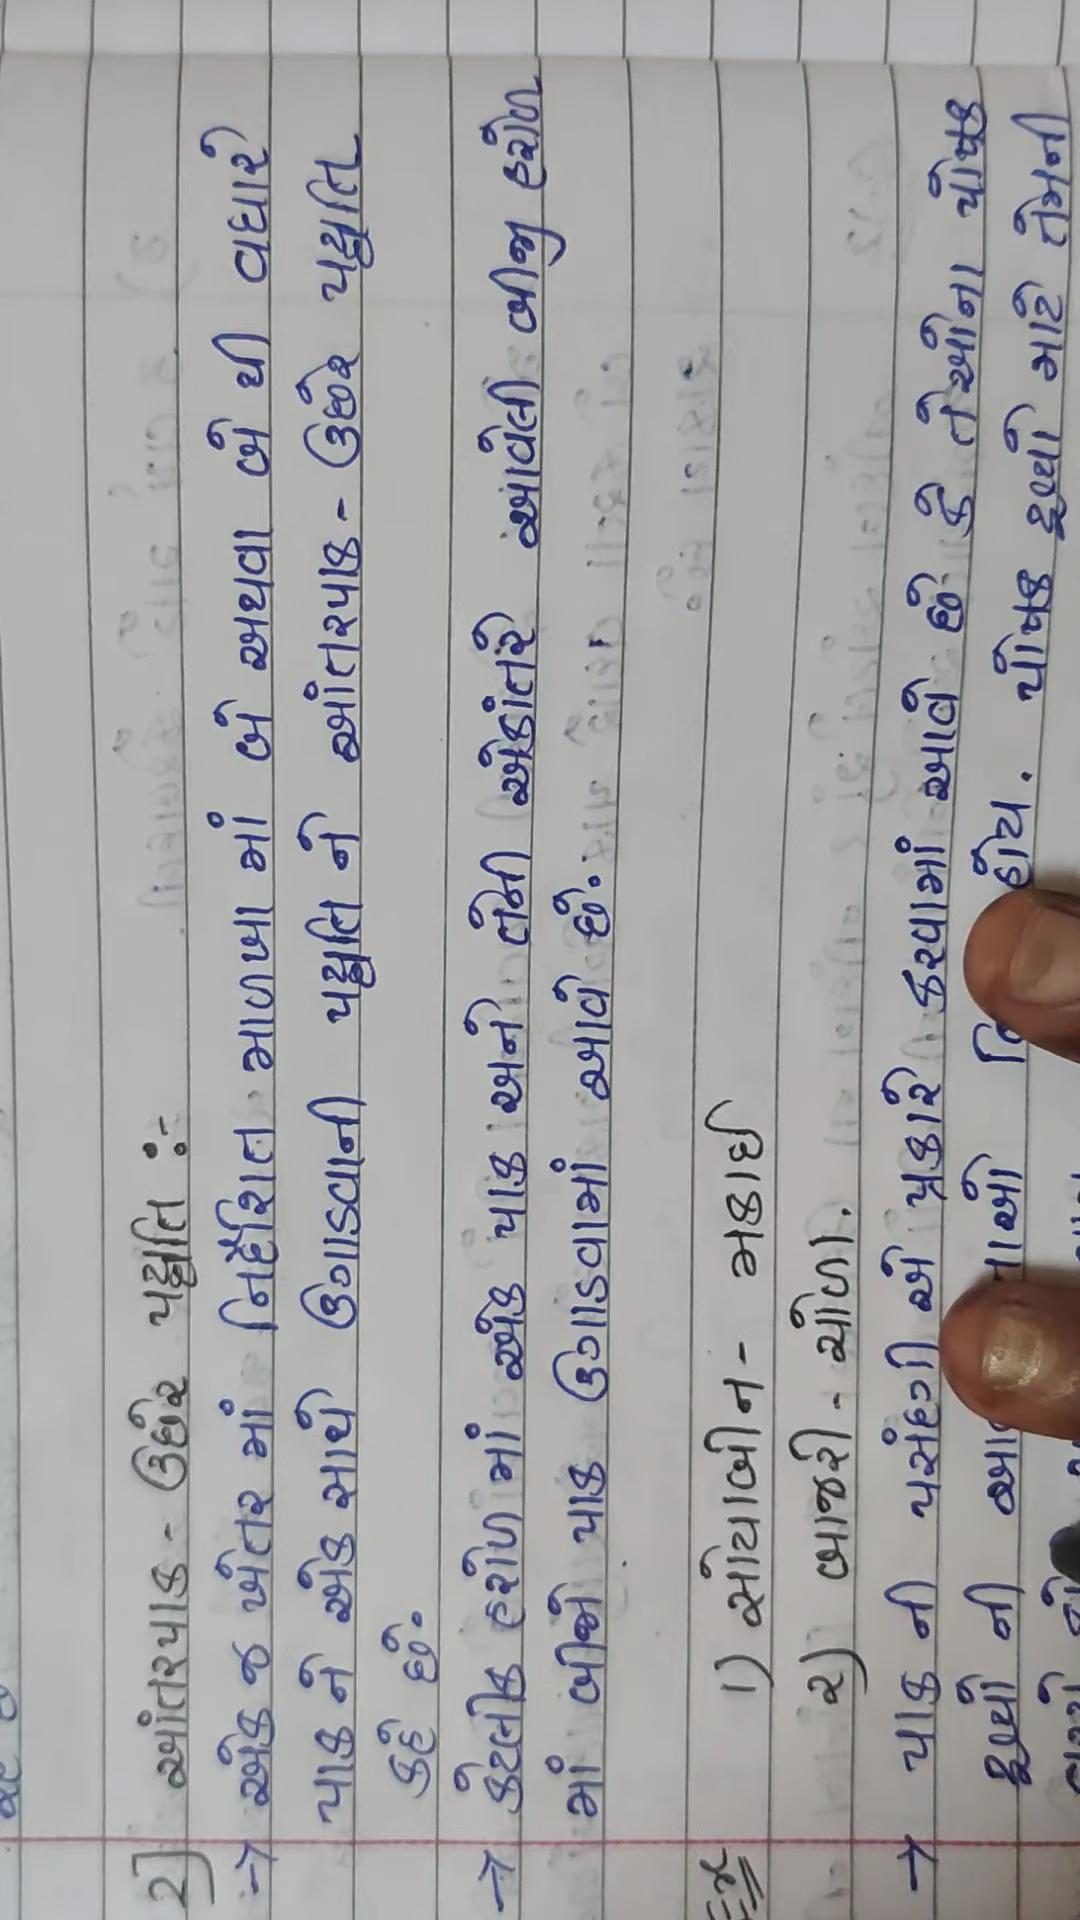 2] આંતરપાક - ઉછેર પદ્ધતિ :-
→ એક જ ખેતર માં નિર્દેશિત માળખા માં બે અથવા બે થી વધારે
પાક ને એક સાથે ઉગાડવાની પદ્ધતિ ને આંતરપાક - ઉછેર પદ્ધતિ
કહે છે.
→ કેટલીક હરોળ માં એક પાક અને તેની એકાંતરે આવેલી બીજી હરોળ
માં બીજો પાક ઉગાડવામાં આવે છે.
Ex 1) સોયાબીન - મકાઈ
૨) બાજરી - ચોળા.
→ પાક ની પસંદગી એ પ્રકારે કરવામાં આવે છે કે તેઓના પોષક
દ્રવ્યો ની હોય. પોષક દ્રવ્યો માટે તેમની